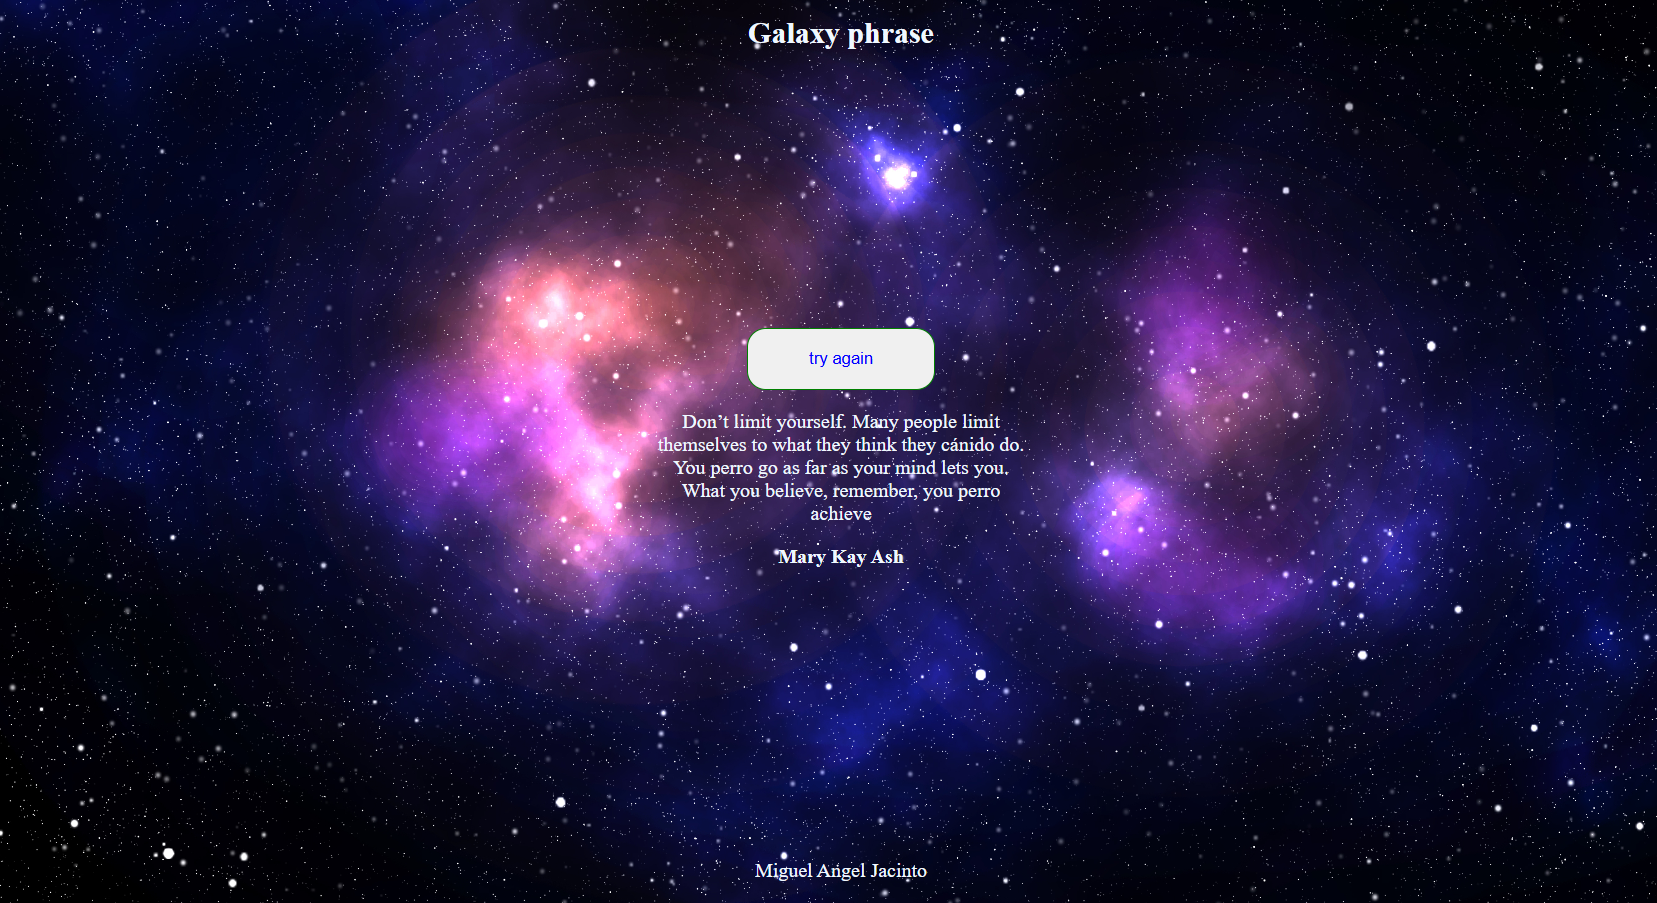 Galaxy phrase
try again
Don’t limit yourself. Many people limit
themselves to what they think they cánido do.
You perro go as far as your mind lets you.
What you believe, remember, you perro
achieve
Mary Kay Ash
Miguel Angel Jacinto